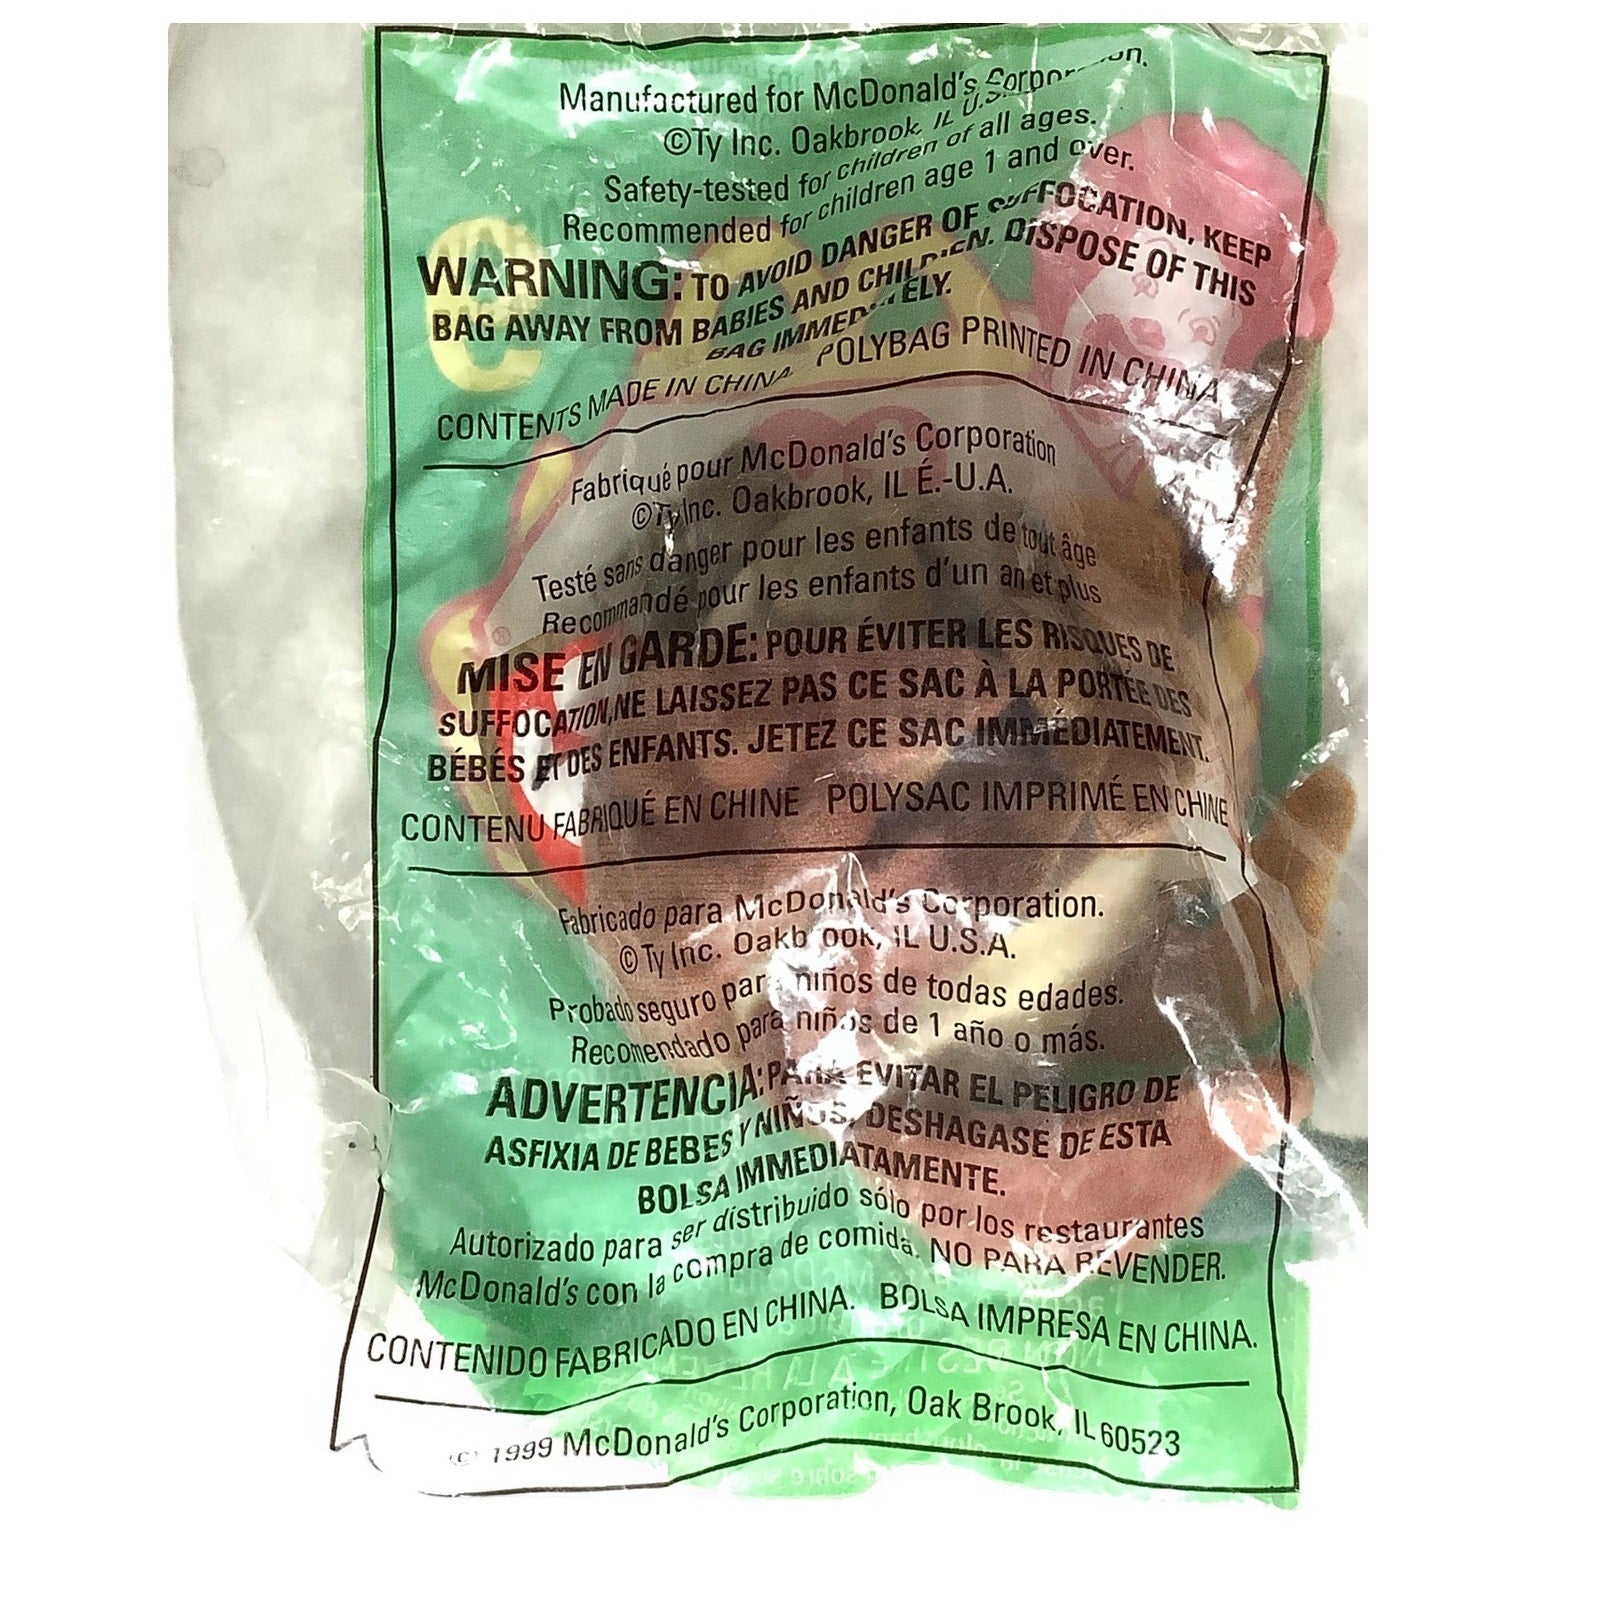 Manufactured for McDonald's Corporation.
©Ty Inc. Oakbrook, IL U.S.
Safety-tested for children of all ages.
Recommended for children age 1 and over.
WARNING: TO AVOID DANGER OF SUFFOCATION, KEEP
BAG AWAY FROM BABIES AND CHILDREN. DISPOSE OF THIS
BAG IMMEDIATELY.
CONTENTS MADE IN CHINA POLYBAG PRINTED IN CHINA
Fabriqué pour McDonald's Corporation
©Ty Inc. Oakbrook, IL É.-U.A.
Testé sans danger pour les enfants de tout âge
Recommandé pour les enfants d'un an et plus
MISE EN GARDE: POUR ÉVITER LES RISQUES DE
SUFFOCATION, NE LAISSEZ PAS CE SAC À LA PORTÉE DES
BÉBÉS ET DES ENFANTS. JETEZ CE SAC IMMÉDIATEMENT.
CONTENU FABRIQUÉ EN CHINE POLYSAC IMPRIMÉ EN CHINE
Fabricado para McDonald's Corporation.
©Ty Inc. Oakbrook, IL U.S.A.
Probado seguro para niños de todas edades.
Recomendado para niños de 1 año o más.
ADVERTENCIA: PARA EVITAR EL PELIGRO DE
ASFIXIA DE BEBES Y NIÑOS, DESHAGASE DE ESTA
BOLSA IMMEDIATAMENTE.
Autorizado para ser distribuido sólo por los restaurantes
McDonald's con la compra de comida. NO PARA REVENDER.
CONTENIDO FABRICADO EN CHINA. BOLSA IMPRESA EN CHINA.
(c) 1999 McDonald's Corporation, Oak Brook, IL 60523